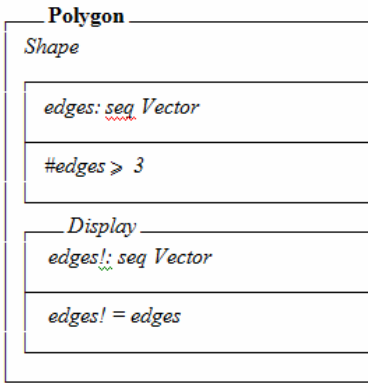 Polygon
Shape
edges: seq Vector
#edges ⩾ 3
Display
edges!: seq Vector
edges! = edges